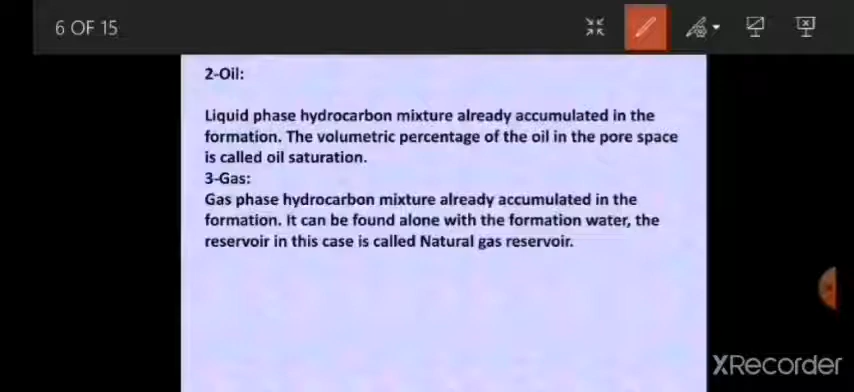 6 OF 15
2-Oil:
Liquid phase hydrocarbon mixture already accumulated in the
formation. The volumetric percentage of the oil in the pore space
is called oil saturation.
3-Gas:
Gas phase hydrocarbon mixture already accumulated in the
formation. It can be found alone with the formation water, the
reservoir in this case is called Natural gas reservoir.
XRecorder